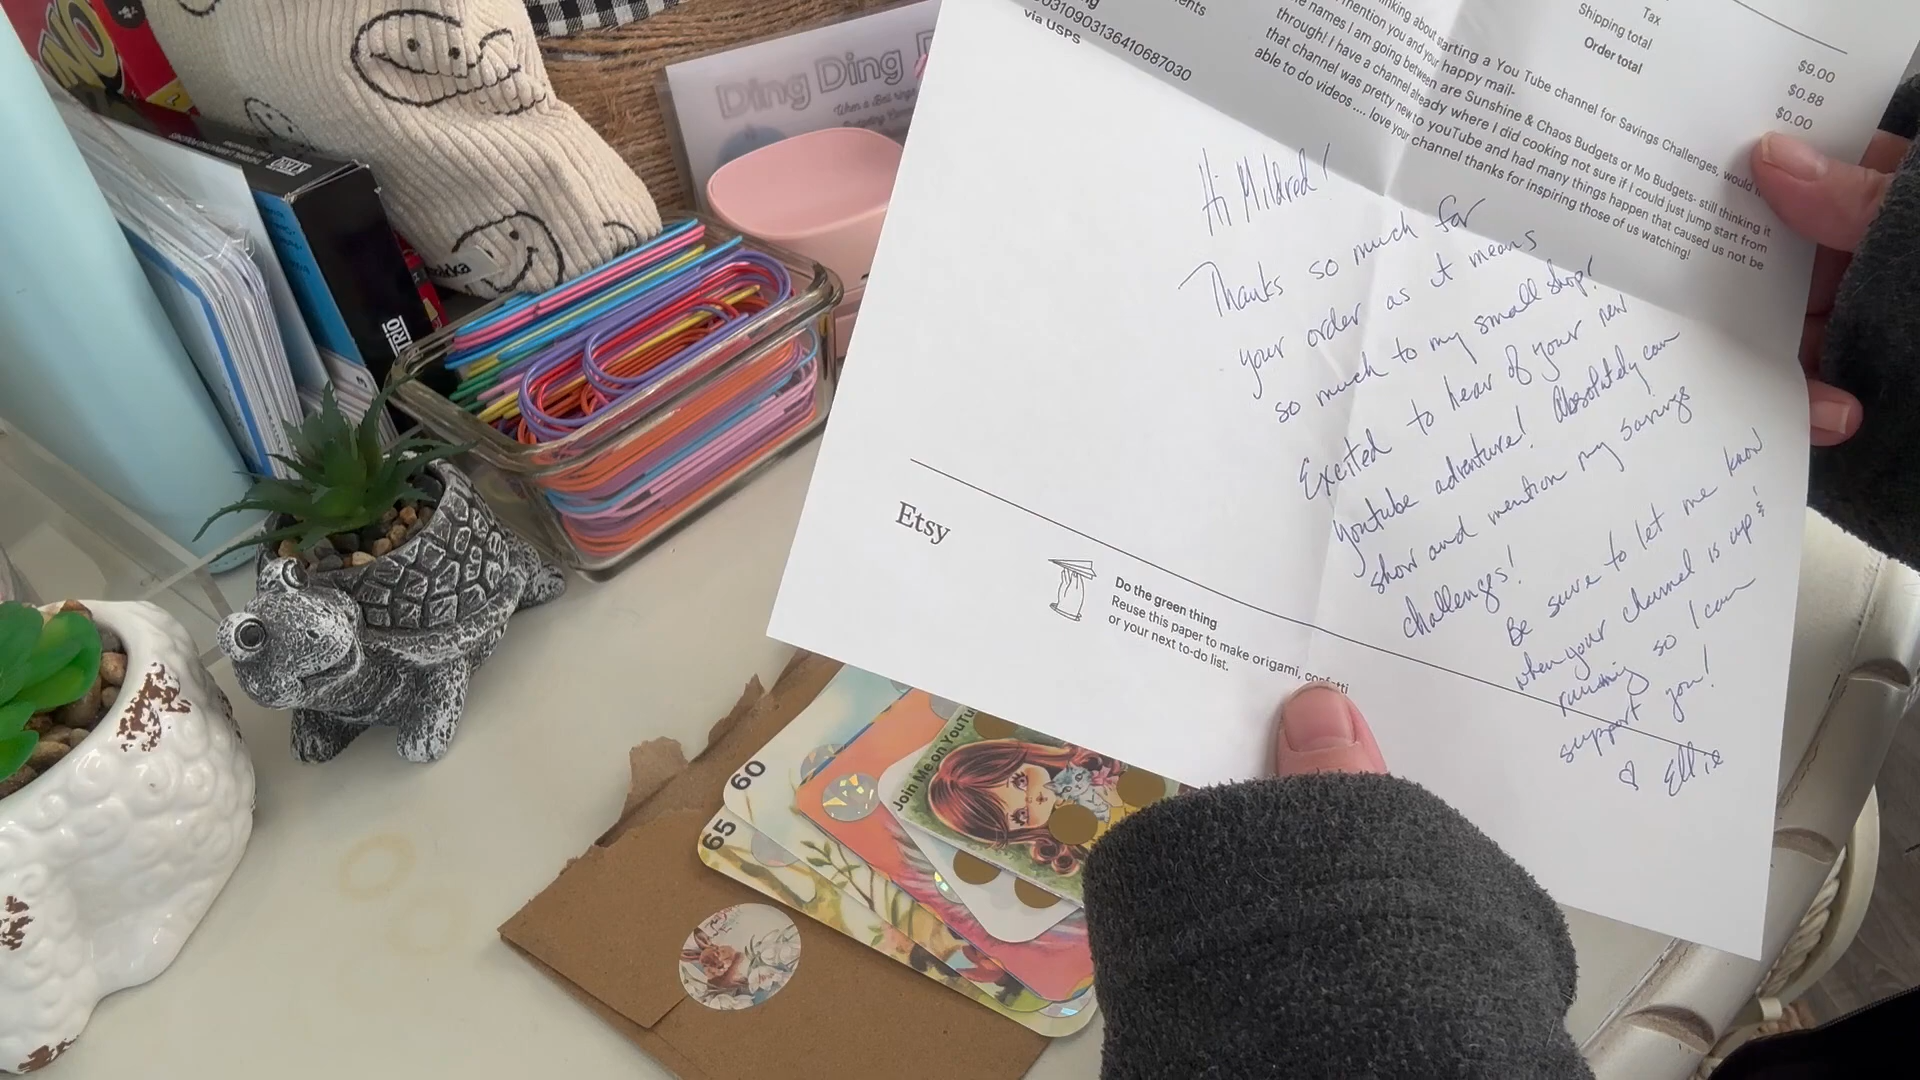 Tax
Shipping total
Order total
$9.00
$0.88
$0.00
03109031364106870​30
via USPS
thinking about starting a You Tube channel for Savings Challenges, would
mention you and your happy mail-
the names I am going between are Sunshine & Chaos Budgets or Mo Budgets- still thinking it
through! I have a channel already where I did cooking not sure if I could just jump start from
that channel was pretty new to youTube and had many things happen that caused us not be
able to do videos.... love your channel thanks for inspiring those of us watching!
Hi Mildred!
Thanks so much for
your order as it means
so much to my small shop!
Excited to hear of your new
Youtube adventure! Absolutely can
show and mention my savings
challenges!
Be sure to let me know
when your channel is up &
running so I can
support you!
Ellie
Etsy
Do the green thing
Reuse this paper to make origami, confetti
or your next to-do list.
Ding Ding
When a Bell rings
UNO
KTRIO
KTRIO
60
65
Join Me on YouTu